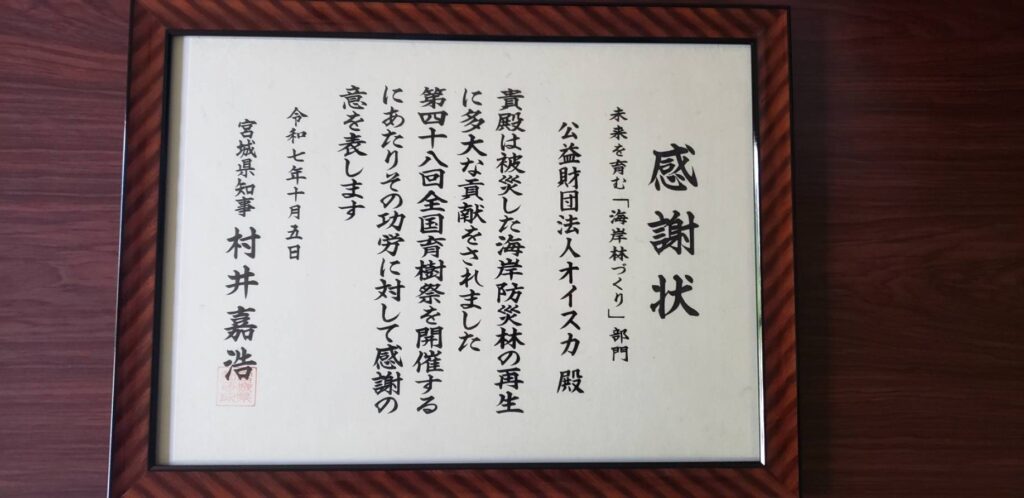 感謝状
未来を育む「海岸林づくり」部門
公益財団法人オイスカ 殿
貴殿は被災した海岸防災林の再生
に多大な貢献をされました
第四十八回全国育樹祭を開催する
にあたりその功労に対して感謝の
意を表します
令和七年十月五日
宮城県知事 村井嘉浩